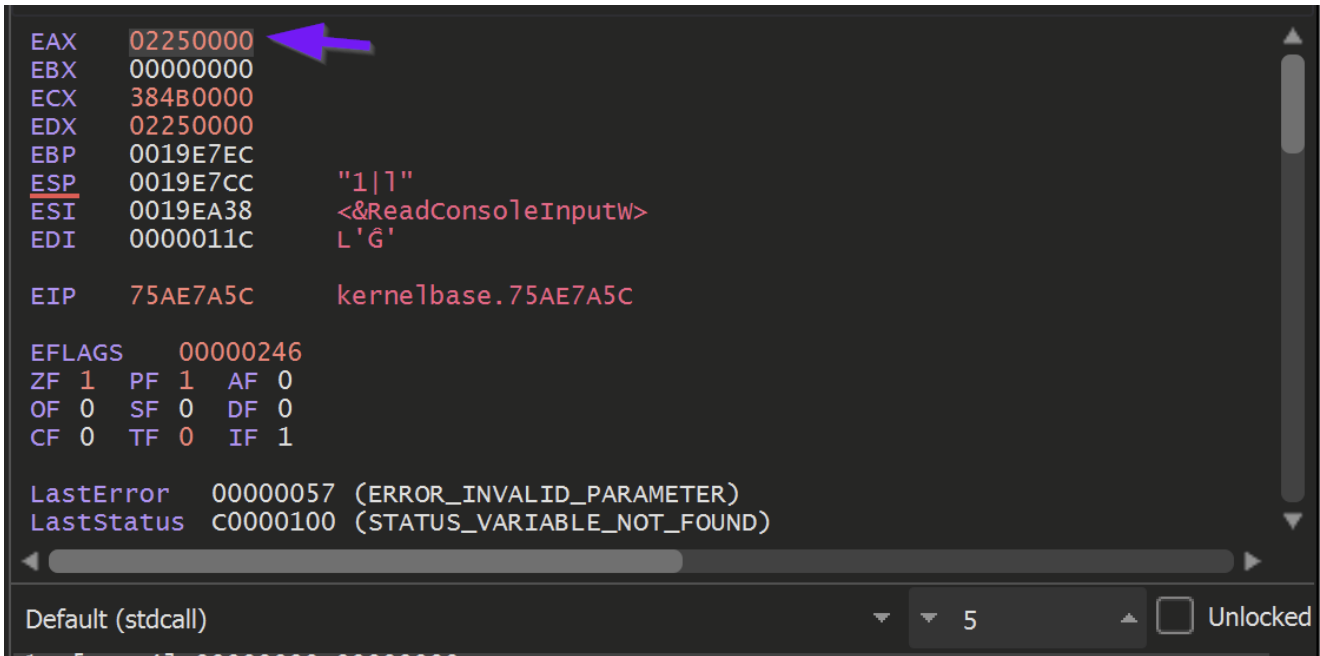 EAX 02250000
EBX 00000000
ECX 384B0000
EDX 02250000
EBP 0019E7EC
ESP 0019E7CC "1|l"
ESI 0019EA38 <&ReadConsoleInputW>
EDI 0000011C L'Ĝ'
EIP 75AE7A5C kernelbase.75AE7A5C
EFLAGS 00000246
ZF 1 PF 1 AF 0
OF 0 SF 0 DF 0
CF 0 TF 0 IF 1
LastError 00000057 (ERROR_INVALID_PARAMETER)
LastStatus C0000100 (STATUS_VARIABLE_NOT_FOUND)
Default (stdcall) 5 Unlocked